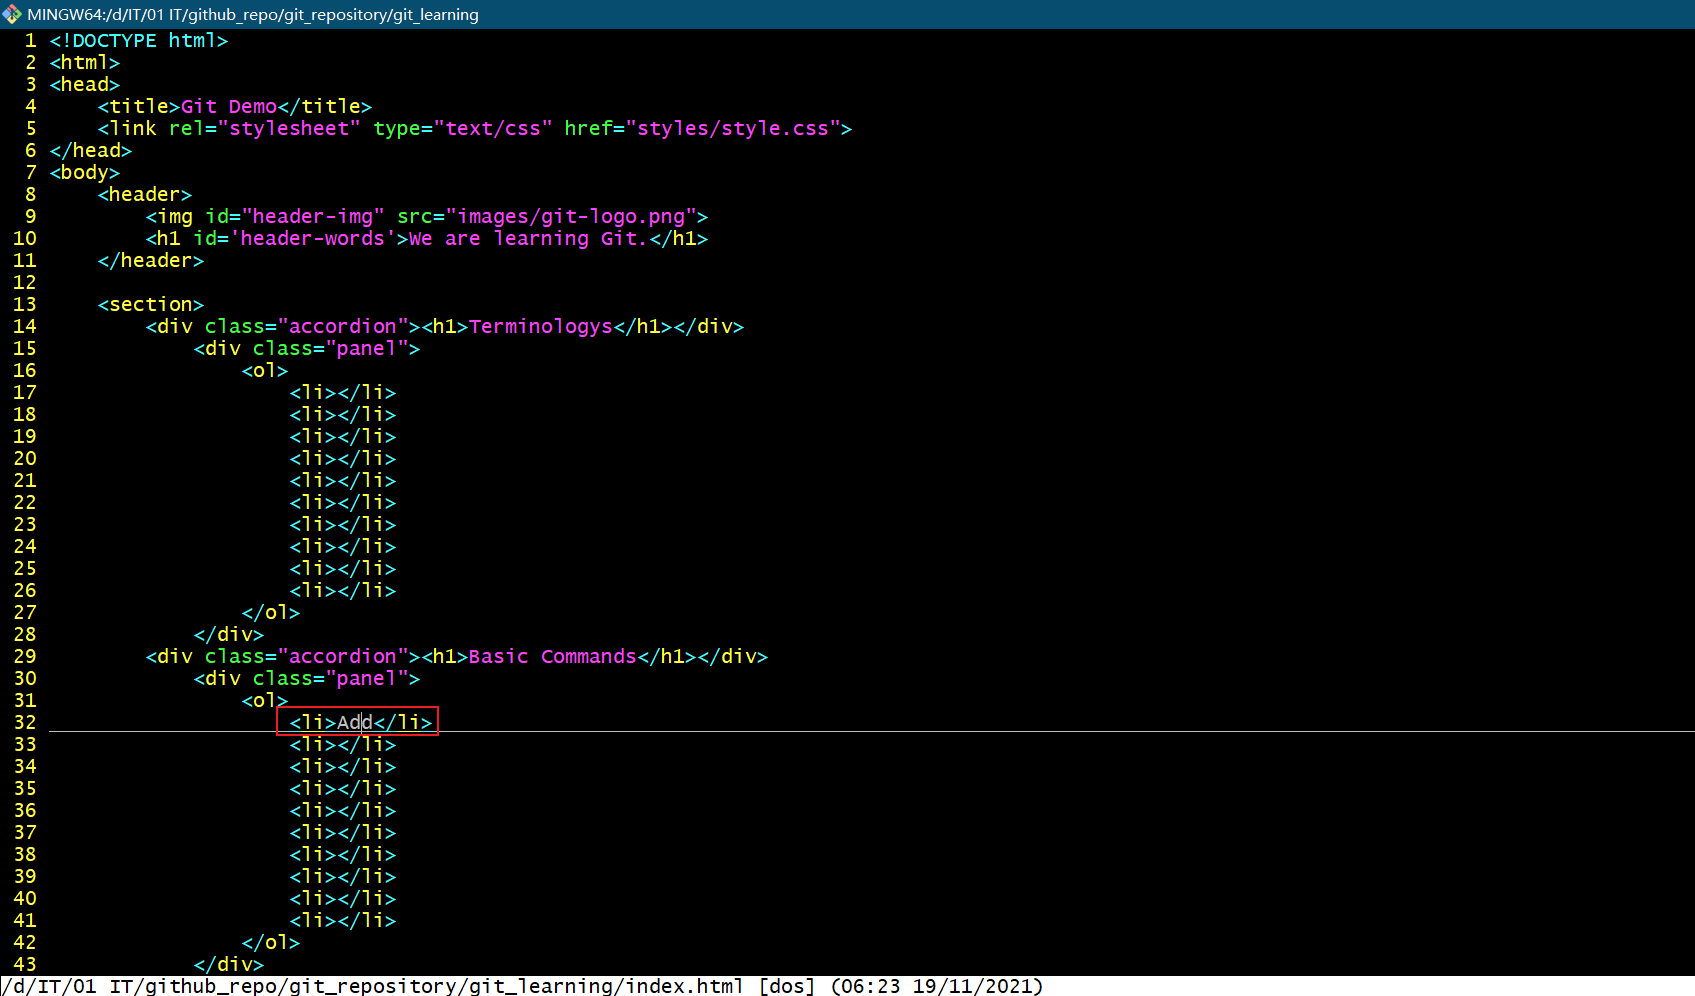 MINGW64:/d/IT/01 IT/github_repo/git_repository/git_learning
1 <!DOCTYPE html>
2 <html>
3 <head>
4     <title>Git Demo</title>
5     <link rel="stylesheet" type="text/css" href="styles/style.css">
6 </head>
7 <body>
8     <header>
9         <img id="header-img" src="images/git-logo.png">
10         <h1 id='header-words'>We are learning Git.</h1>
11     </header>
12
13     <section>
14         <div class="accordion"><h1>Terminologys</h1></div>
15             <div class="panel">
16                 <ol>
17                     <li></li>
18                     <li></li>
19                     <li></li>
20                     <li></li>
21                     <li></li>
22                     <li></li>
23                     <li></li>
24                     <li></li>
25                     <li></li>
26                     <li></li>
27                 </ol>
28             </div>
29         <div class="accordion"><h1>Basic Commands</h1></div>
30             <div class="panel">
31                 <ol>
32                     <li>Add</li>
33                     <li></li>
34                     <li></li>
35                     <li></li>
36                     <li></li>
37                     <li></li>
38                     <li></li>
39                     <li></li>
40                     <li></li>
41                     <li></li>
42                 </ol>
43             </div>
/d/IT/01 IT/github_repo/git_repository/git_learning/index.html [dos] (06:23 19/11/2021)